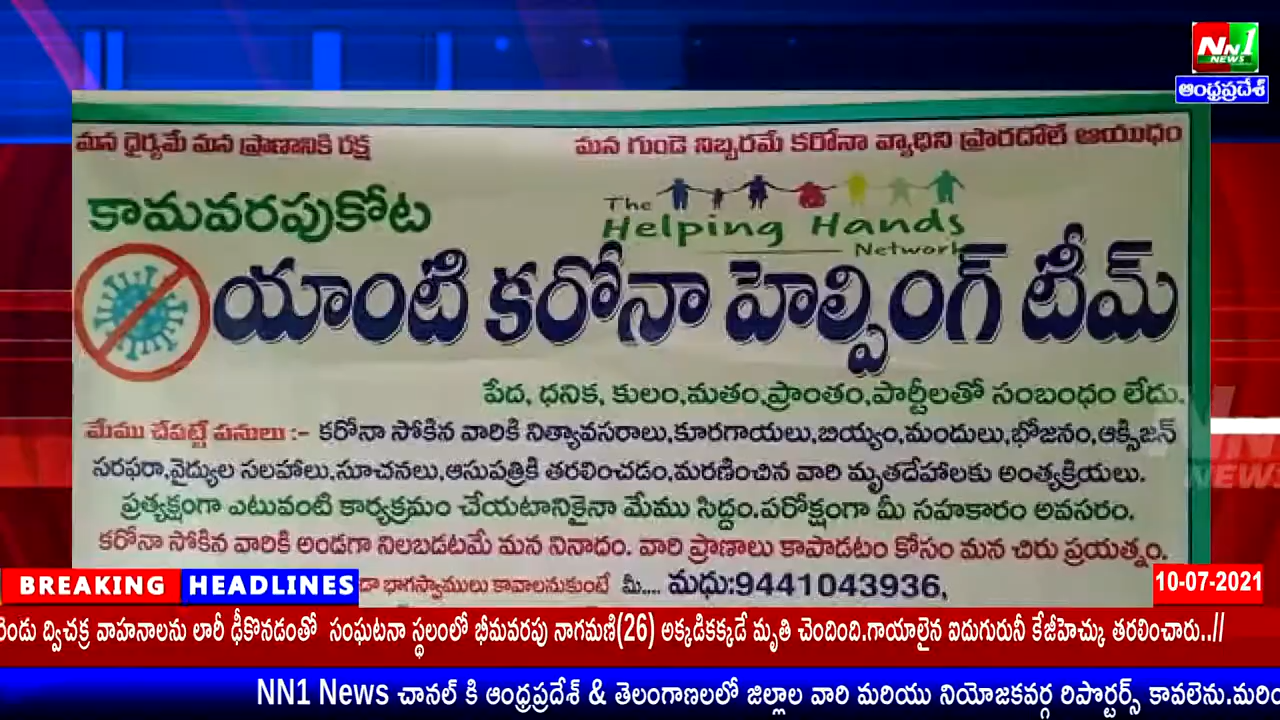 NN1
NEWS
ఆంధ్రప్రదేశ్
మన ధైర్యమే మన ప్రాణానికి రక్ష
మన గుండె నిబ్బరమే కరోనా వ్యాధిని ప్రారదోలే ఆయుధం
కామవరపుకోట
The
Helping Hands
Network
యాంటి కరోనా హెల్పింగ్ టీమ్
పేద, ధనిక, కులం,మతం,ప్రాంతం,పార్టీలతో సంబంధం లేదు.
మేము చేపట్టే పనులు :- కరోనా సోకిన వారికి నిత్యావసరాలు,కూరగాయలు,బియ్యం,మందులు,భోజనం,ఆక్సిజన్
సరఫరా,వైద్యుల సలహాలు,సూచనలు,ఆసుపత్రికి తరలించడం,మరణించిన వారి మృతదేహాలకు అంత్యక్రియలు.
ప్రత్యక్షంగా ఎటువంటి కార్యక్రమం చేయటానికైనా మేము సిద్దం.పరోక్షంగా మీ సహకారం అవసరం.
కరోనా సోకిన వారికి అండగా నిలబడటమే మన నినాదం. వారి ప్రాణాలు కాపాడటం కోసం మన చిరు ప్రయత్నం.
భాగస్వాములు కావాలనుకుంటే మీ.... మధు:9441043936,
NN1
NEWS
BREAKING HEADLINES
10-07-2021
రెండు ద్విచక్ర వాహనాలను లారీ ఢీకొనడంతో సంఘటనా స్థలంలో భీమవరపు నాగమణి(26) అక్కడికక్కడే మృతి చెందింది.గాయాలైన ఐదుగురునీ కేజీహెచ్కు తరలించారు..//
NN1 News చానల్ కి ఆంధ్రప్రదేశ్ & తెలంగాణలలో జిల్లాల వారి మరియు నియోజకవర్గ రిపొర్టర్స్ కావలెను.మరిం